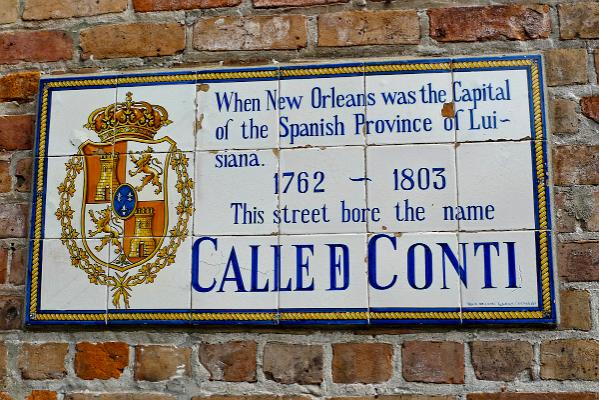 When New Orleans was the Capital
of the Spanish Province of Lui-
siana.
1762 - 1803
This street bore the name
CALLE D CONTI